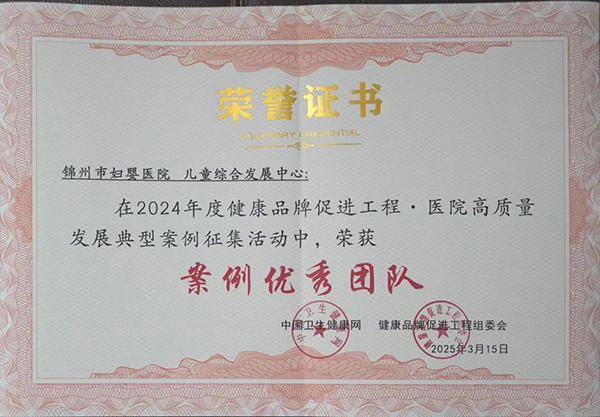 荣誉证书
HONORARY CREDENTIAL
锦州市妇婴医院 儿童综合发展中心:
在2024年度健康品牌促进工程·医院高质量
发展典型案例征集活动中，荣获
案例优秀团队
中国卫生健康网 健康品牌促进工程组委会
2025年3月15日